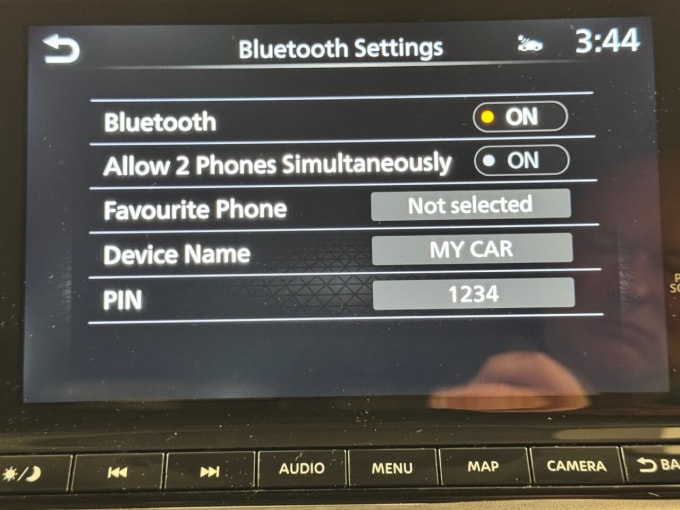 Bluetooth Settings
3:44
Bluetooth
ON
Allow 2 Phones Simultaneously
ON
Favourite Phone
Not selected
Device Name
MY CAR
PIN
1234
AUDIO
MENU
MAP
CAMERA